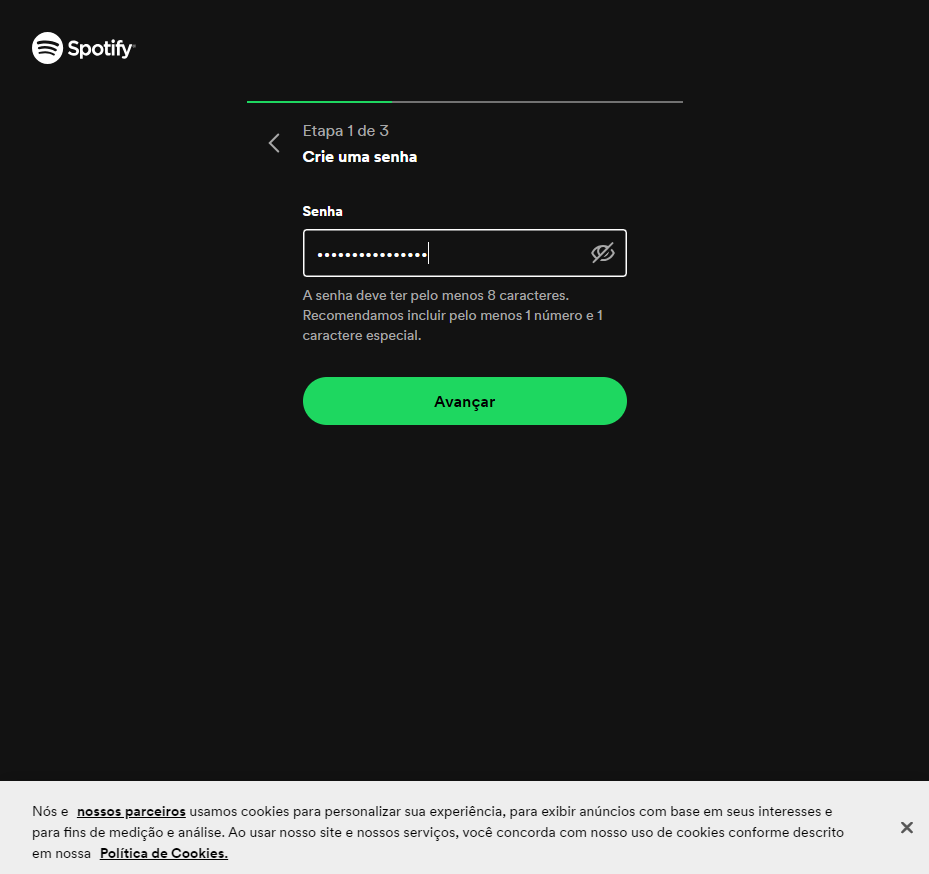 Spotify
Etapa 1 de 3
Crie uma senha
Senha
••••••••••••••••
A senha deve ter pelo menos 8 caracteres.
Recomendamos incluir pelo menos 1 número e 1
caractere especial.
Avançar
Nós e nossos parceiros usamos cookies para personalizar sua experiência, para exibir anúncios com base em seus interesses e
para fins de medição e análise. Ao usar nosso site e nossos serviços, você concorda com nosso uso de cookies conforme descrito
em nossa Política de Cookies.